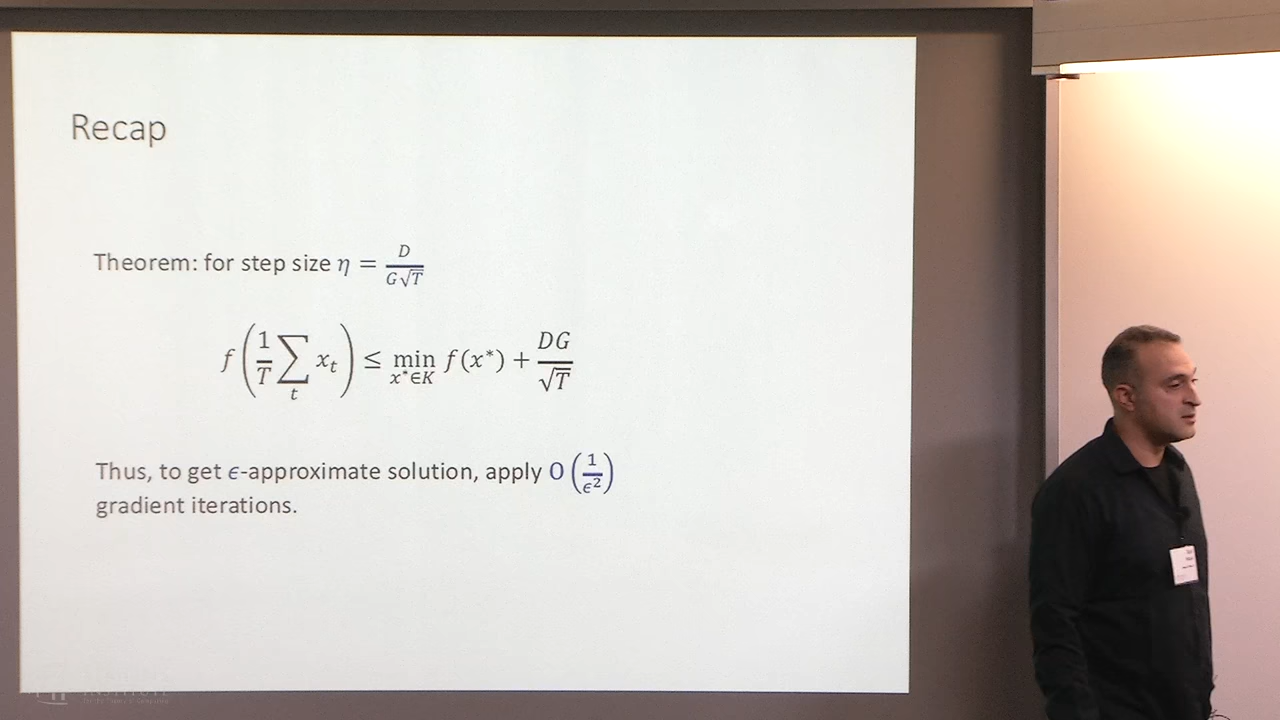 Recap
Theorem: for step size η = D / G√T
f(1/T ∑_t x_t) ≤ min_{x*∈K} f(x*) + DG/√T
Thus, to get ϵ-approximate solution, apply O(1/ϵ²)
gradient iterations.
INSTITUTE